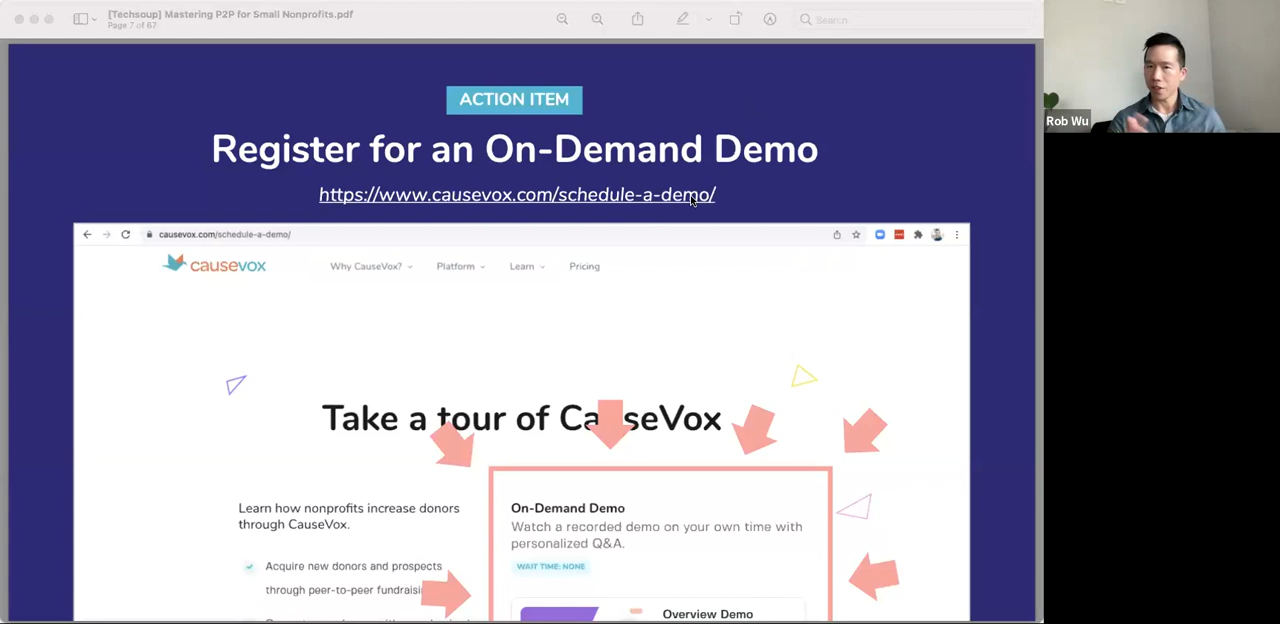 [Techsoup] Mastering P2P for Small Nonprofits.pdf
Page 7 of 67
Search
Rob Wu
ACTION ITEM
Register for an On-Demand Demo
https://www.causevox.com/schedule-a-demo/
causevox.com/schedule-a-demo/
causevox
Why CauseVox? Platform Learn Pricing
Take a tour of CauseVox
Learn how nonprofits increase donors
through CauseVox.
Acquire new donors and prospects
through peer-to-peer
On-Demand Demo
Watch a recorded demo on your own time with
personalized Q&A.
WAIT TIME: NONE
Overview Demo